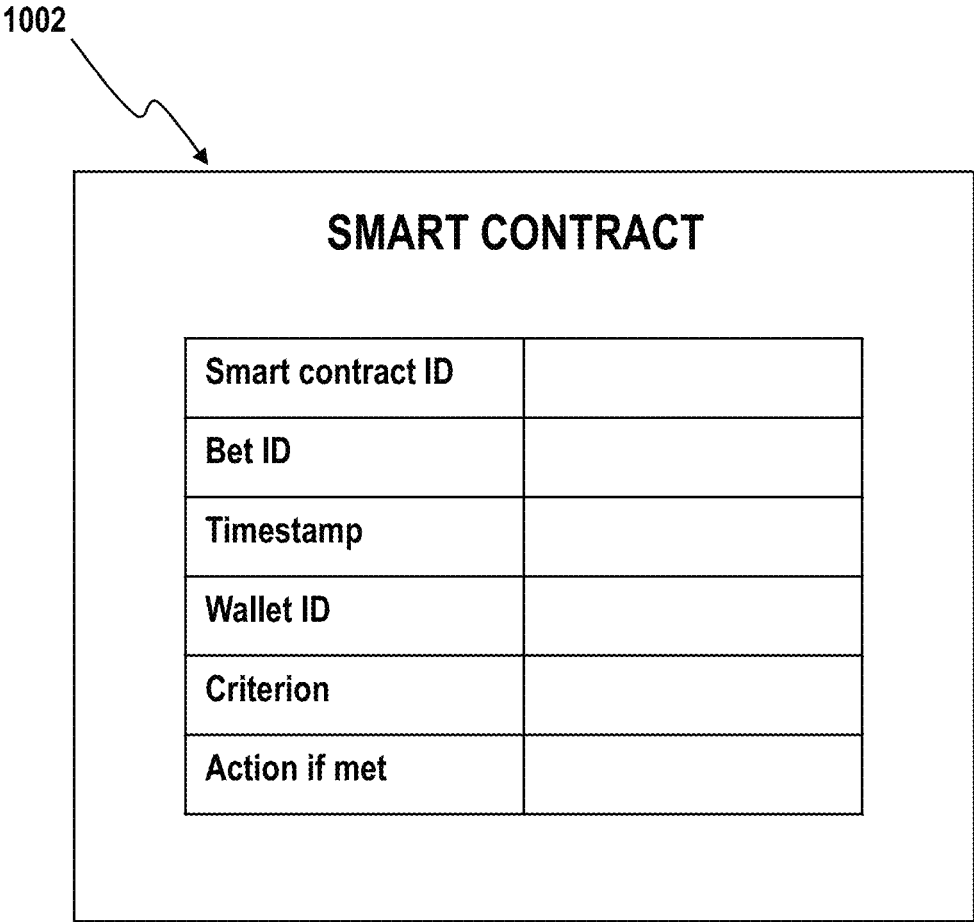 1002
SMART CONTRACT
Smart contract ID
Bet ID
Timestamp
Wallet ID
Criterion
Action if met